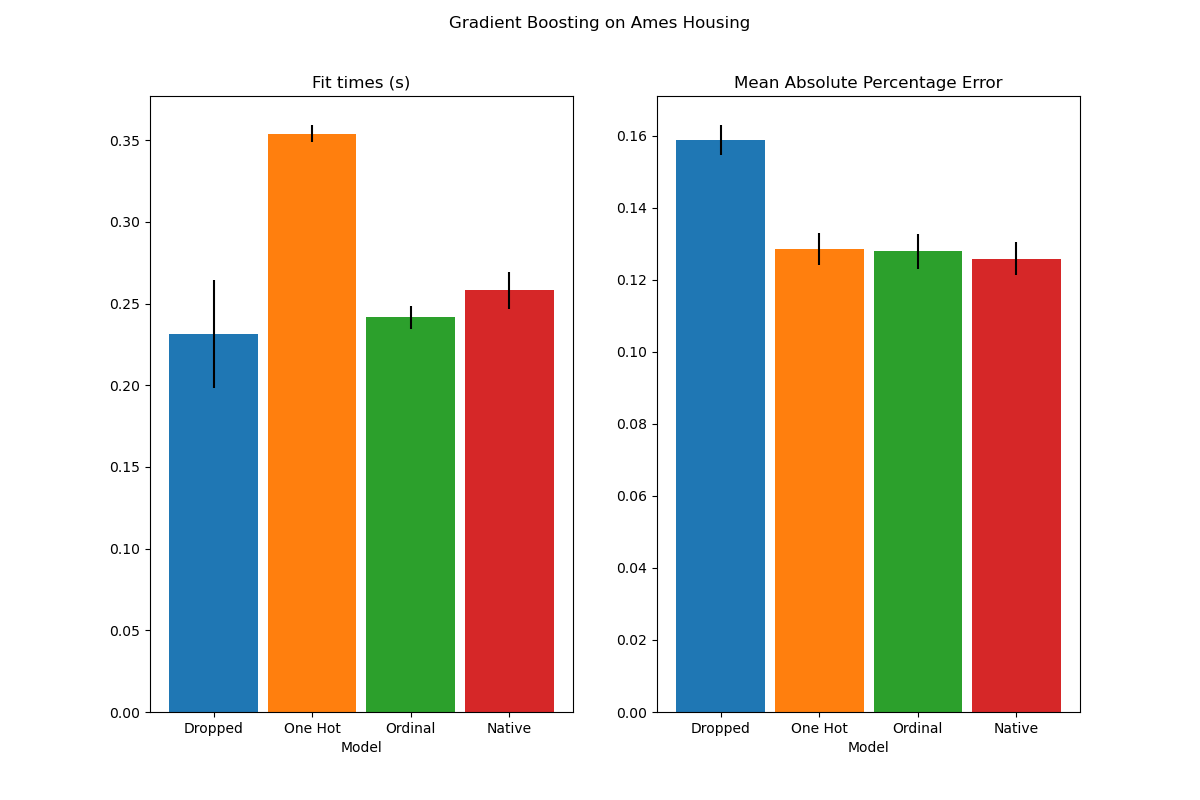 Gradient Boosting on Ames Housing
Fit times (s)
0.35
0.30
0.25
0.20
0.15
0.10
0.05
0.00
Dropped One Hot Ordinal Native
Model
Mean Absolute Percentage Error
0.16
0.14
0.12
0.10
0.08
0.06
0.04
0.02
0.00
Dropped One Hot Ordinal Native
Model